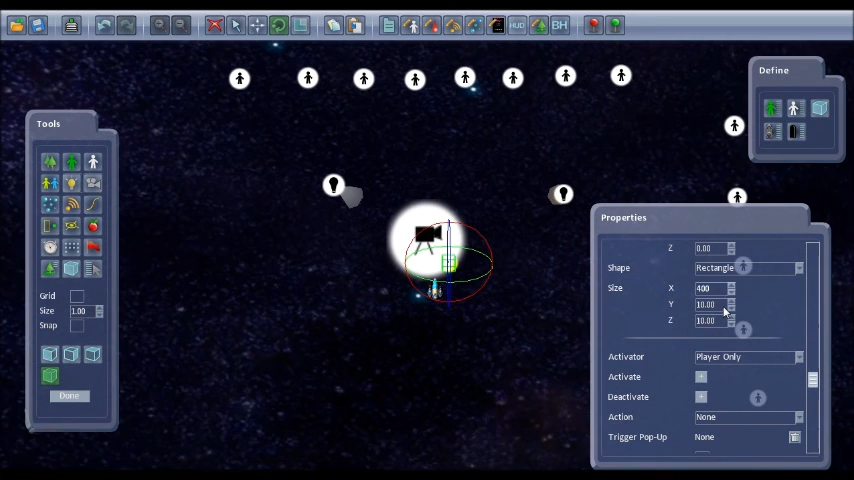 HUD
BH
Define
Tools
Properties
Z 0.00
Shape Rectangle
Size X 400
Y 10.00
Z 10.00
Grid
Size 1.00
Snap
Activator Player Only
Activate +
Deactivate +
Done
Action None
Trigger Pop-Up None